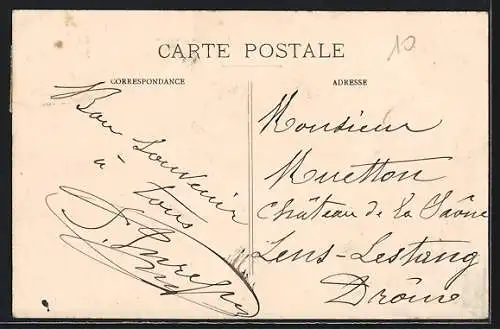 CARTE POSTALE
10
CORRESPONDANCE
ADRESSE
Bon Souvenir
à tous
Monsieur
Muetton
Château de la Saône
Lens-Lestang
Drôme